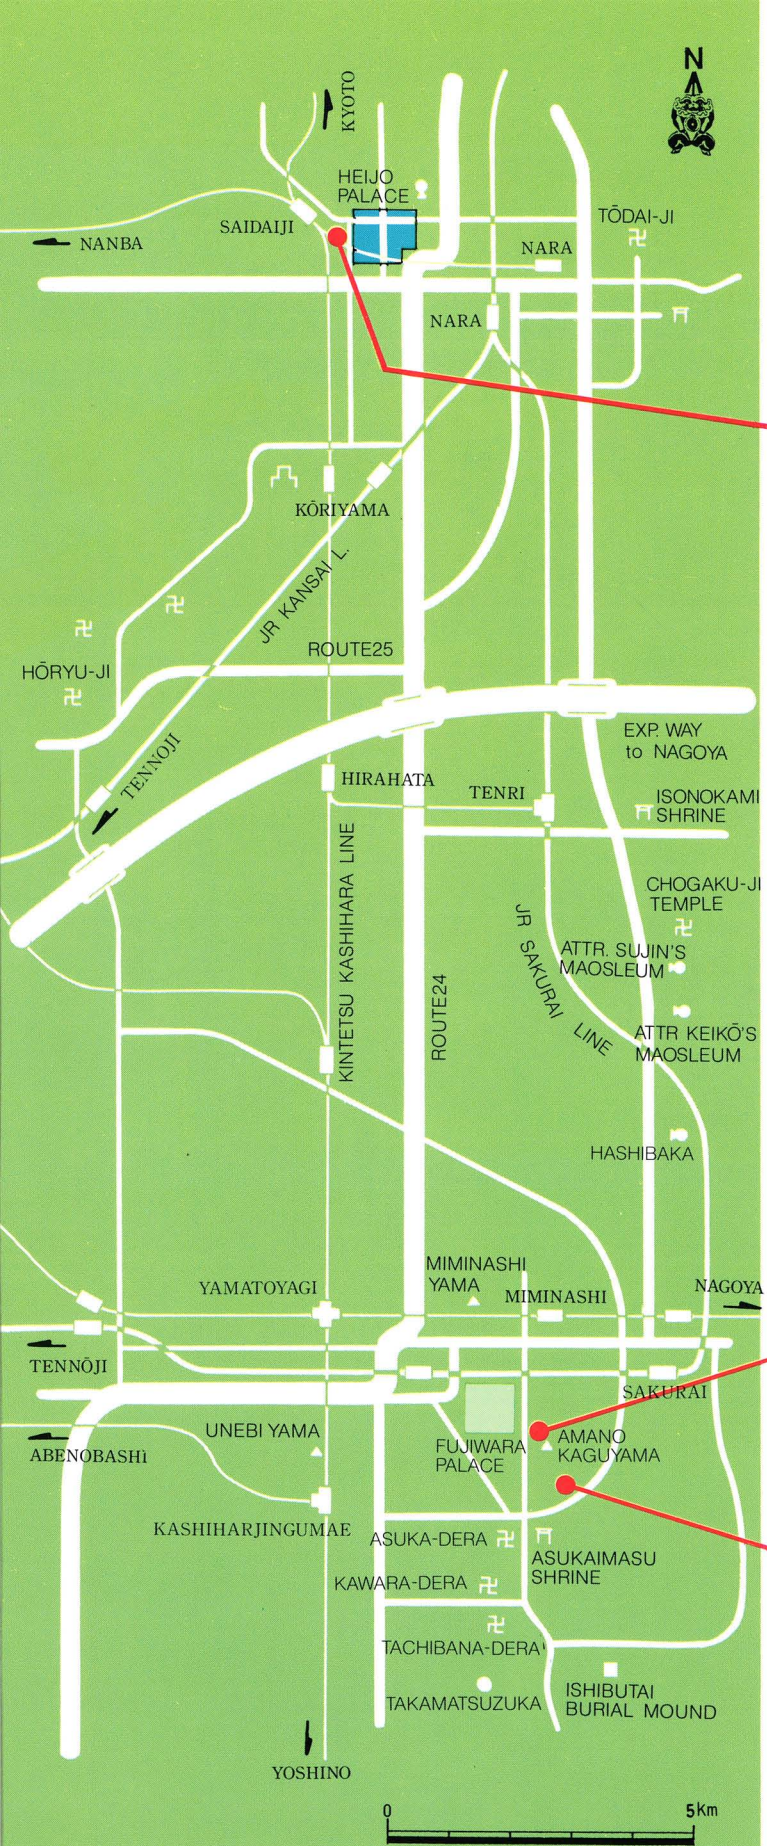 N
KYOTO
HEIJO
PALACE
SAIDAIJI
TŌDAI-JI
NANBA
NARA
NARA
KŌRIYAMA
JR KANSAI L.
ROUTE25
HŌRYU-JI
EXP. WAY
to NAGOYA
TENNOJI
HIRAHATA
TENRI
ISONOKAMI
SHRINE
KINTETSU KASHIHARA LINE
CHOGAKU-JI
TEMPLE
JR SAKURAI LINE
ATTR. SUJIN'S
MAOSLEUM
ROUTE24
ATTR KEIKŌ'S
MAOSLEUM
HASHIBAKA
MIMINASHI
YAMA
YAMATOYAGI
MIMINASHI
NAGOYA
TENNŌJI
SAKURAI
UNEBI YAMA
ABENOBASHi
FUJIWARA
PALACE
AMANO
KAGUYAMA
KASHIHARJINGUMAE
ASUKA-DERA
ASUKAIMASU
SHRINE
KAWARA-DERA
TACHIBANA-DERA
TAKAMATSUZUKA
ISHIBUTAI
BURIAL MOUND
YOSHINO
0 5Km